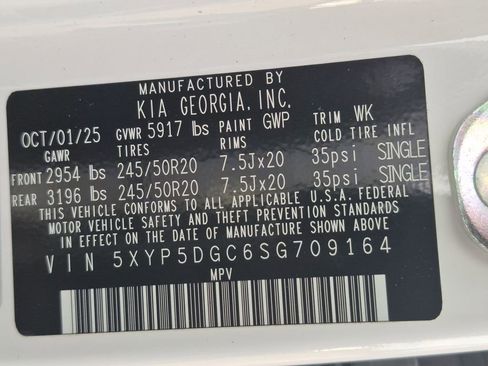 MANUFACTURED BY
KIA GEORGIA, INC.
OCT/01/25 GVWR 5917 lbs PAINT GWP TRIM WK
GAWR TIRES RIMS COLD TIRE INFL
FRONT 2954 lbs 245/50R20 7.5Jx20 35psi SINGLE
REAR 3196 lbs 245/50R20 7.5Jx20 35psi SINGLE
THIS VEHICLE CONFORMS TO ALL APPLICABLE U.S.A. FEDERAL
MOTOR VEHICLE SAFETY AND THEFT PREVENTION STANDARDS
IN EFFECT ON THE DATE OF MANUFACTURE SHOWN ABOVE
VIN 5XYP5DGC6SG709164
MPV